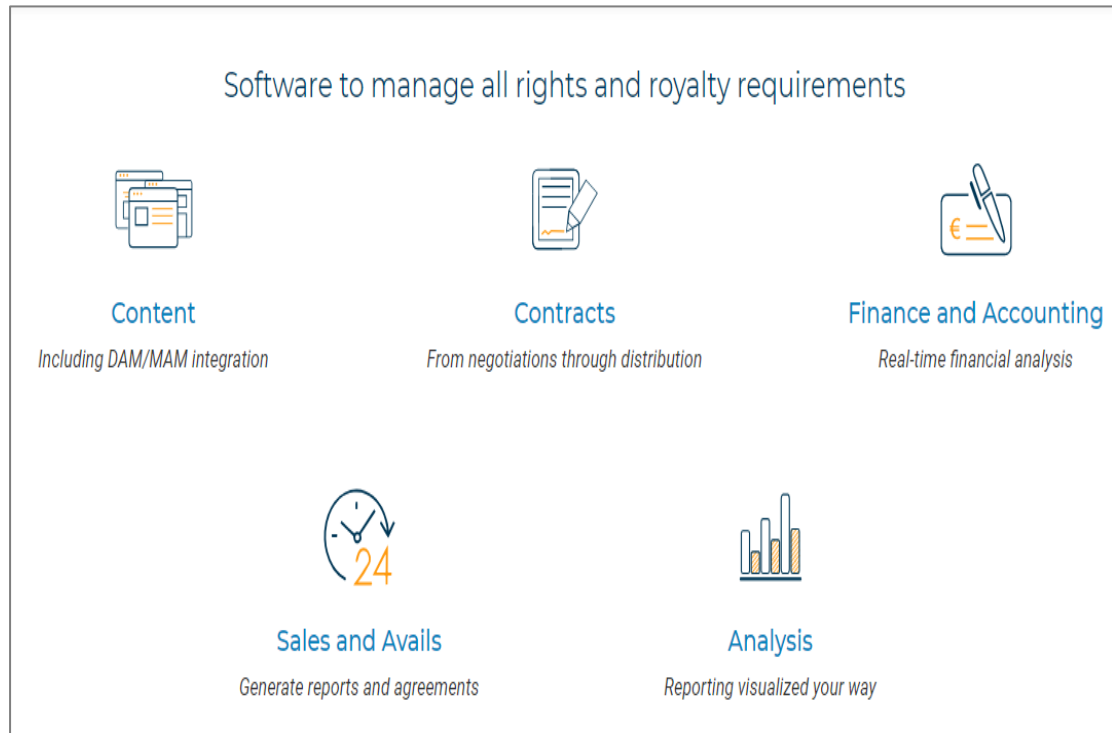 Software to manage all rights and royalty requirements
€
Content
Contracts
Finance and Accounting
Including DAM/MAM integration
From negotiations through distribution
Real-time financial analysis
24
Sales and Avails
Analysis
Generate reports and agreements
Reporting visualized your way